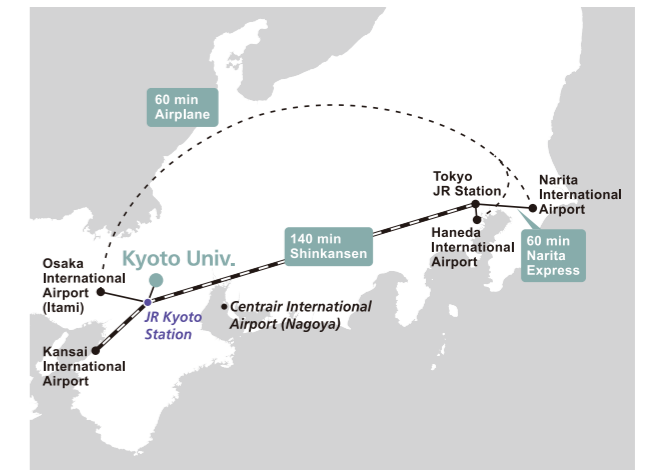 60 min
Airplane
Tokyo
JR Station
Narita
International
Airport
Haneda
International
Airport
60 min
Narita
Express
140 min
Shinkansen
Kyoto Univ.
Osaka
International
Airport
(Itami)
JR Kyoto
Station
Centrair International
Airport (Nagoya)
Kansai
International
Airport